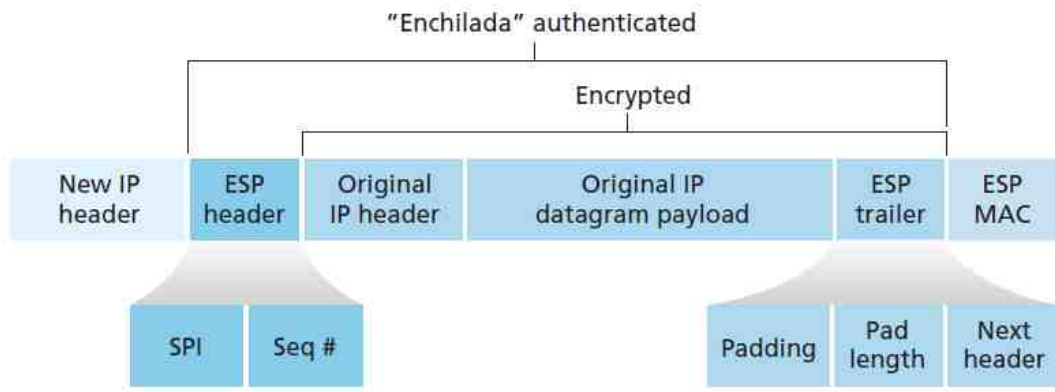 "Enchilada" authenticated
Encrypted
New IP
header
ESP
header
Original
IP header
Original IP
datagram payload
ESP
trailer
ESP
MAC
SPI
Seq #
Padding
Pad
length
Next
header